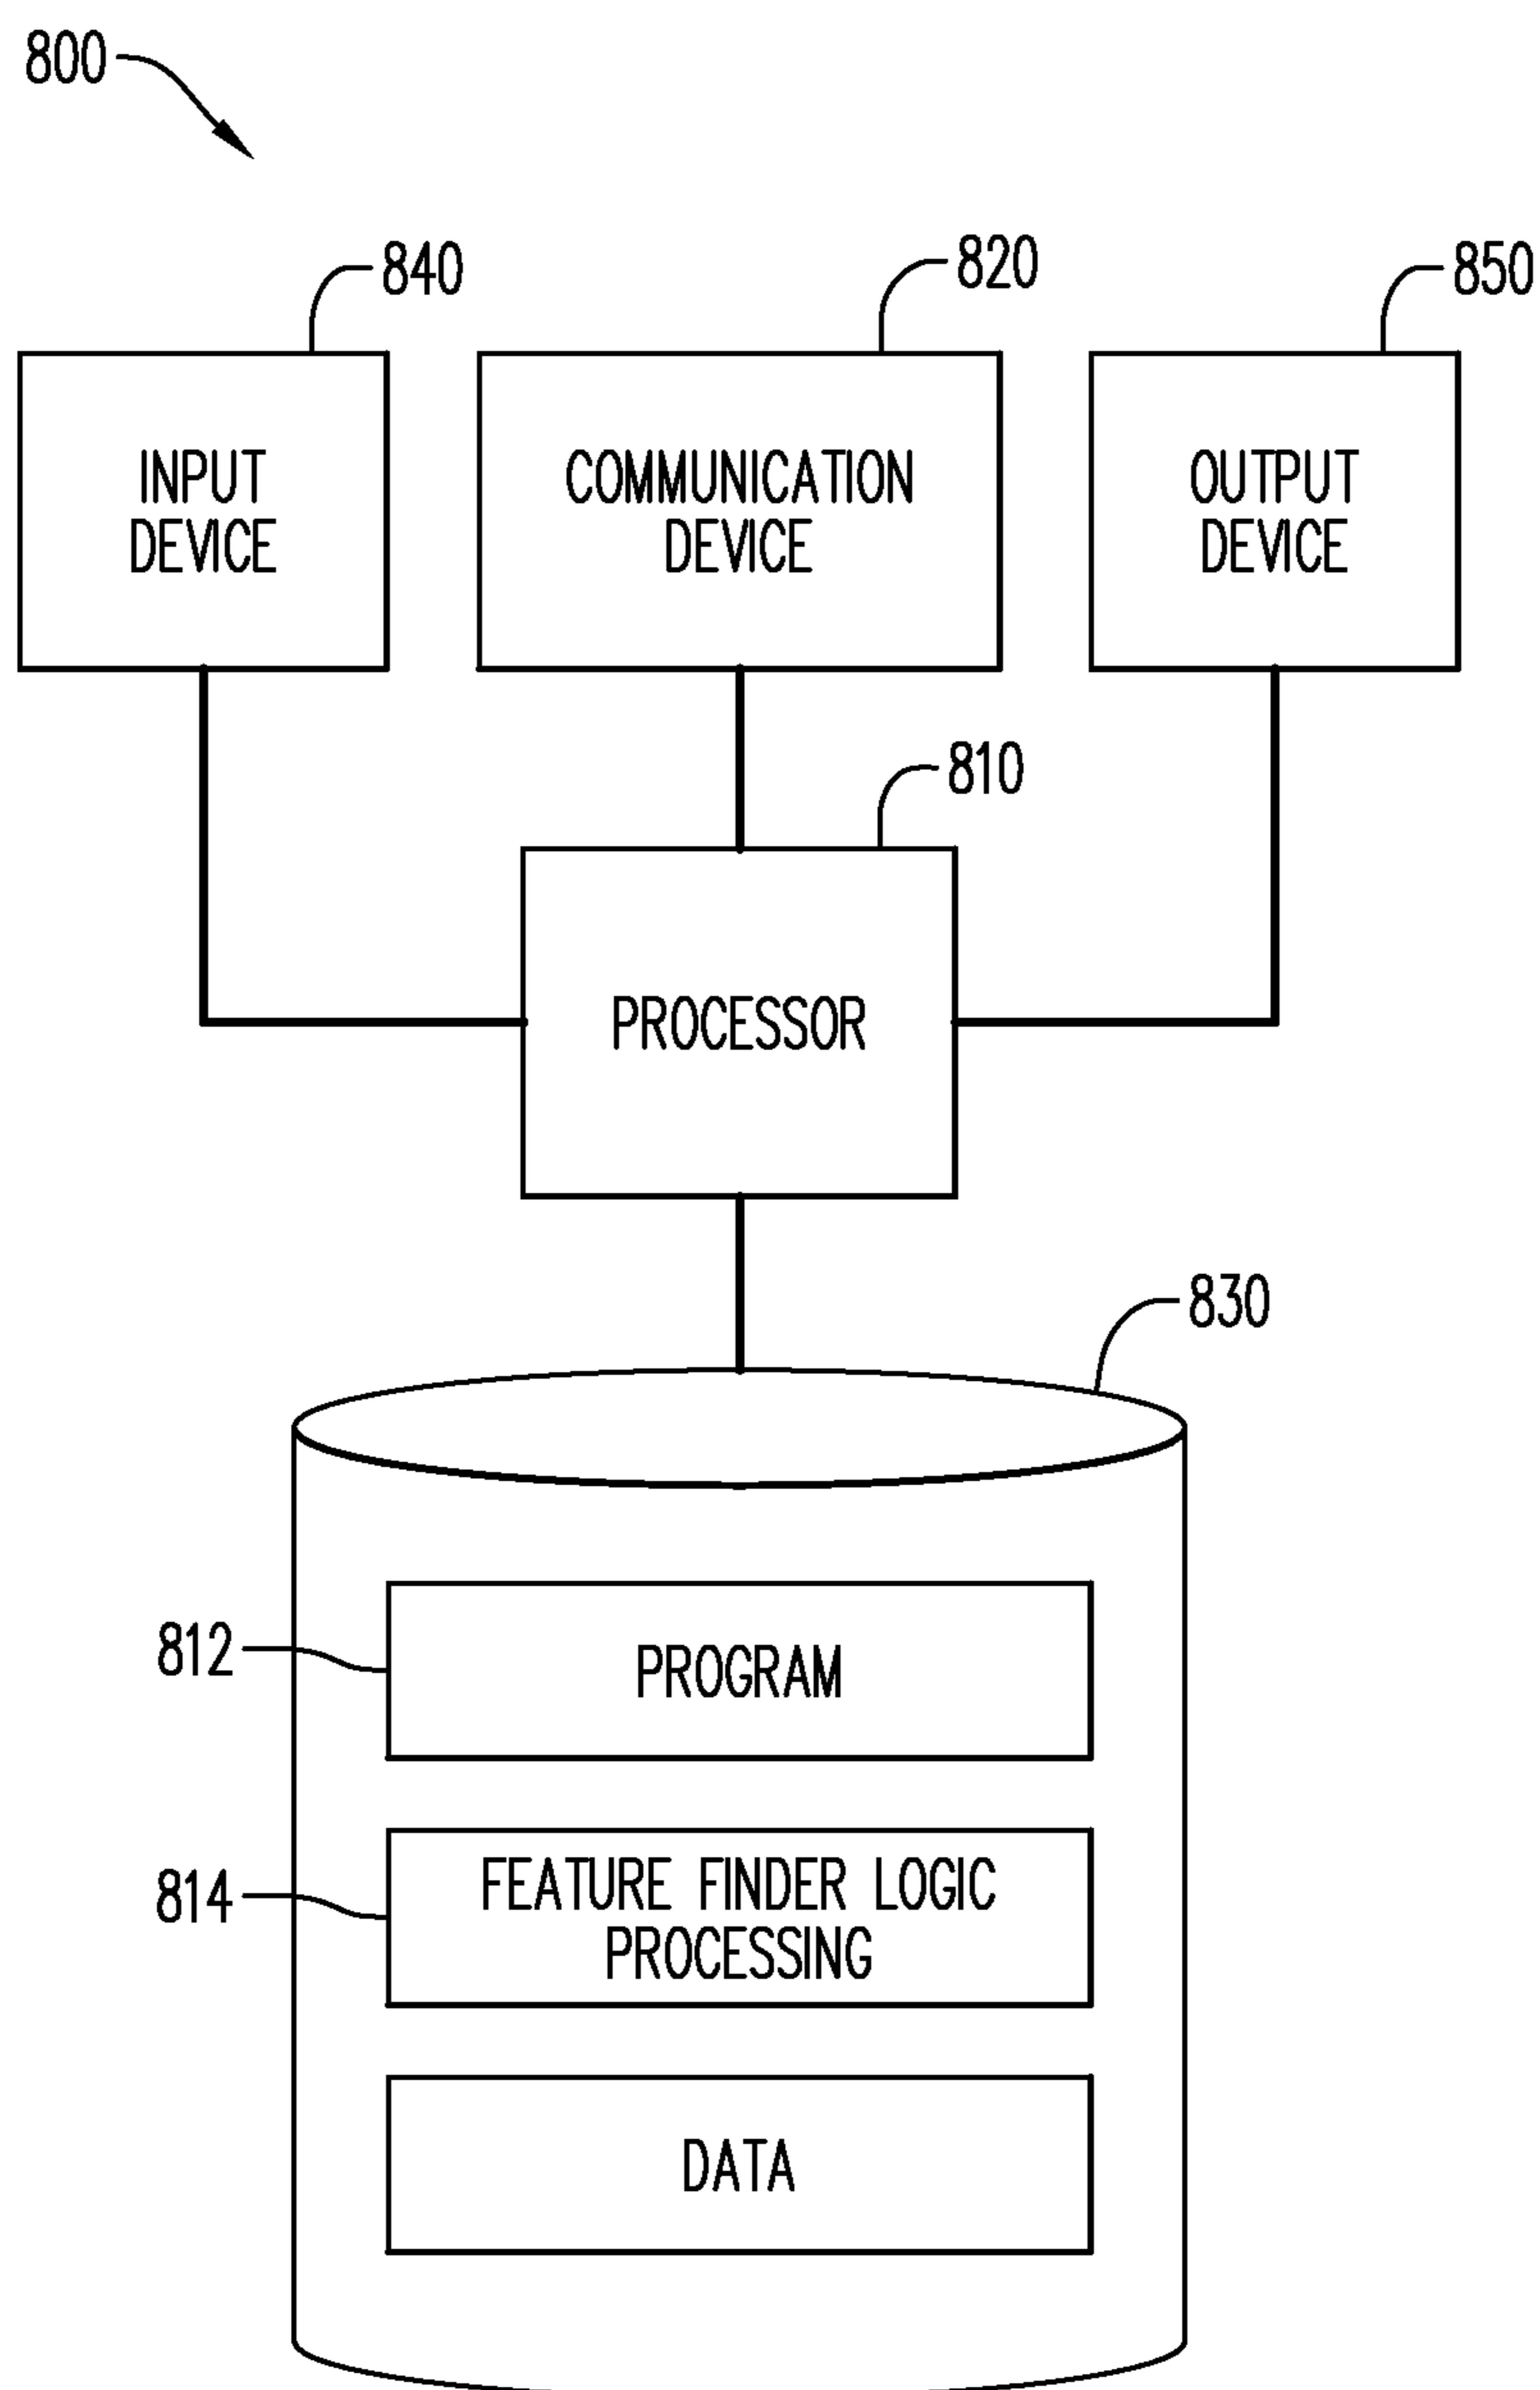 800
840
820
850
INPUT
DEVICE
COMMUNICATION
DEVICE
OUTPUT
DEVICE
810
PROCESSOR
830
812
PROGRAM
814
FEATURE FINDER LOGIC
PROCESSING
DATA